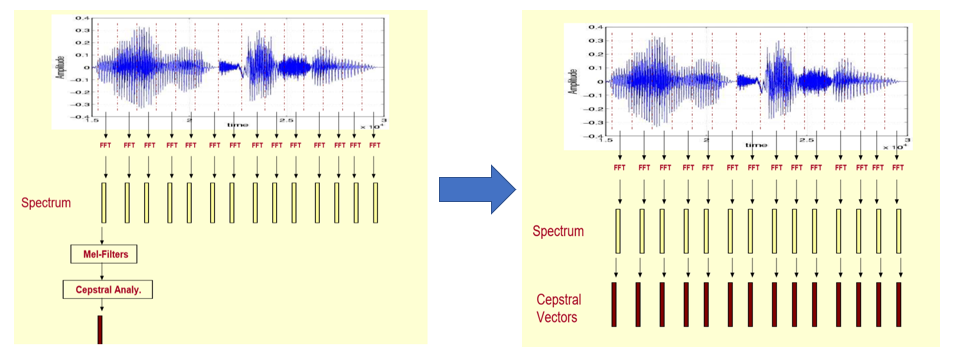 0.4
0.3
0.2
0.1
0
-0.1
-0.2
-0.3
-0.4
Amplitude
1.5 2 2.5 3
time
x 10⁴
FFT FFT FFT FFT FFT FFT FFT FFT FFT FFT FFT FFT FFT FFT
Spectrum
Mel-Filters
Cepstral Analy.
0.4
0.3
0.2
0.1
0
-0.1
-0.2
-0.3
-0.4
Amplitude
1.5 2 2.5 3
time
x 10⁴
FFT FFT FFT FFT FFT FFT FFT FFT FFT FFT FFT FFT FFT FFT
Spectrum
Cepstral
Vectors